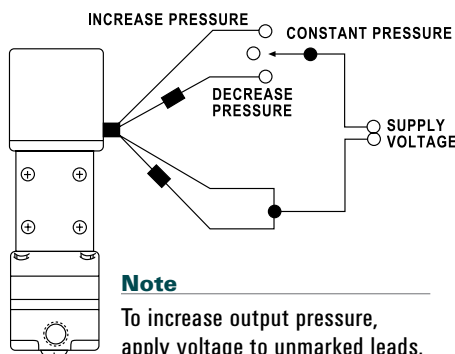 INCREASE PRESSURE
CONSTANT PRESSURE
DECREASE
PRESSURE
SUPPLY
VOLTAGE
Note
To increase output pressure,
apply voltage to unmarked leads.